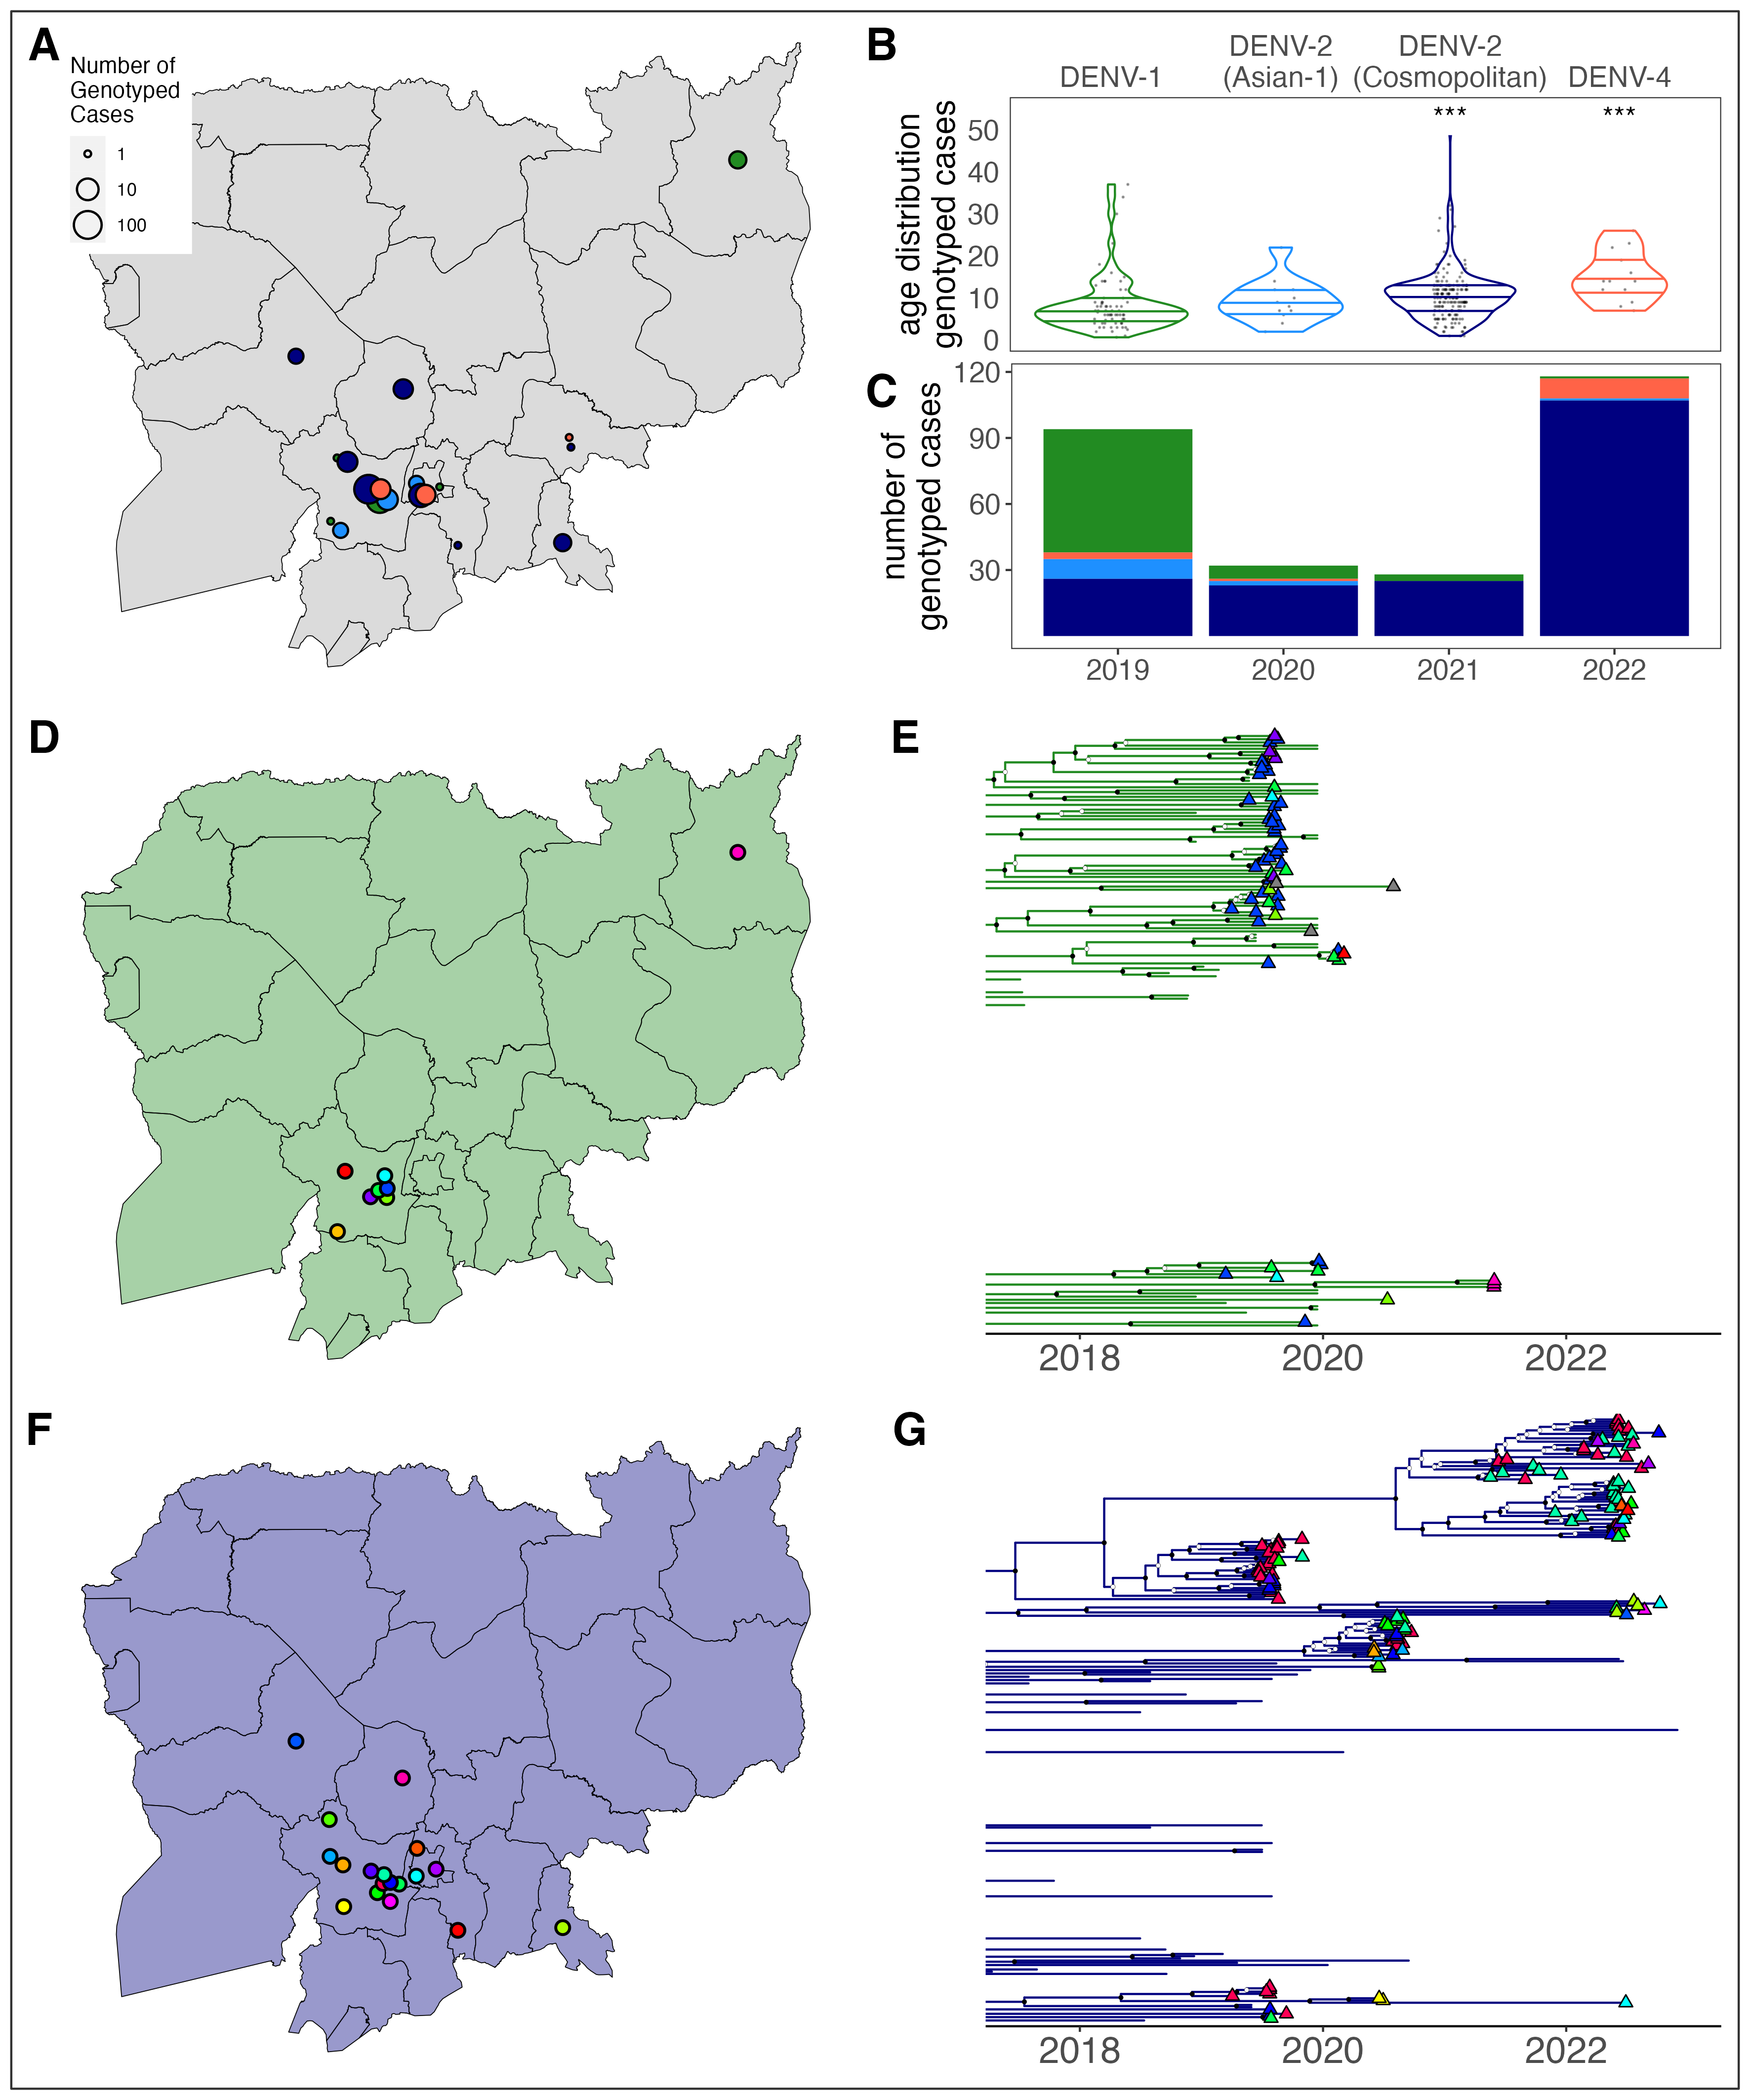 A
Number of
Genotyped
Cases
1
10
100
B
DENV-1
DENV-2
(Asian-1)
DENV-2
(Cosmopolitan)
DENV-4
age distribution
genotyped cases
50
40
30
20
10
0
***
***
C
number of
genotyped cases
120
90
60
30
2019
2020
2021
2022
D
E
2018
2020
2022
F
G
2018
2020
2022